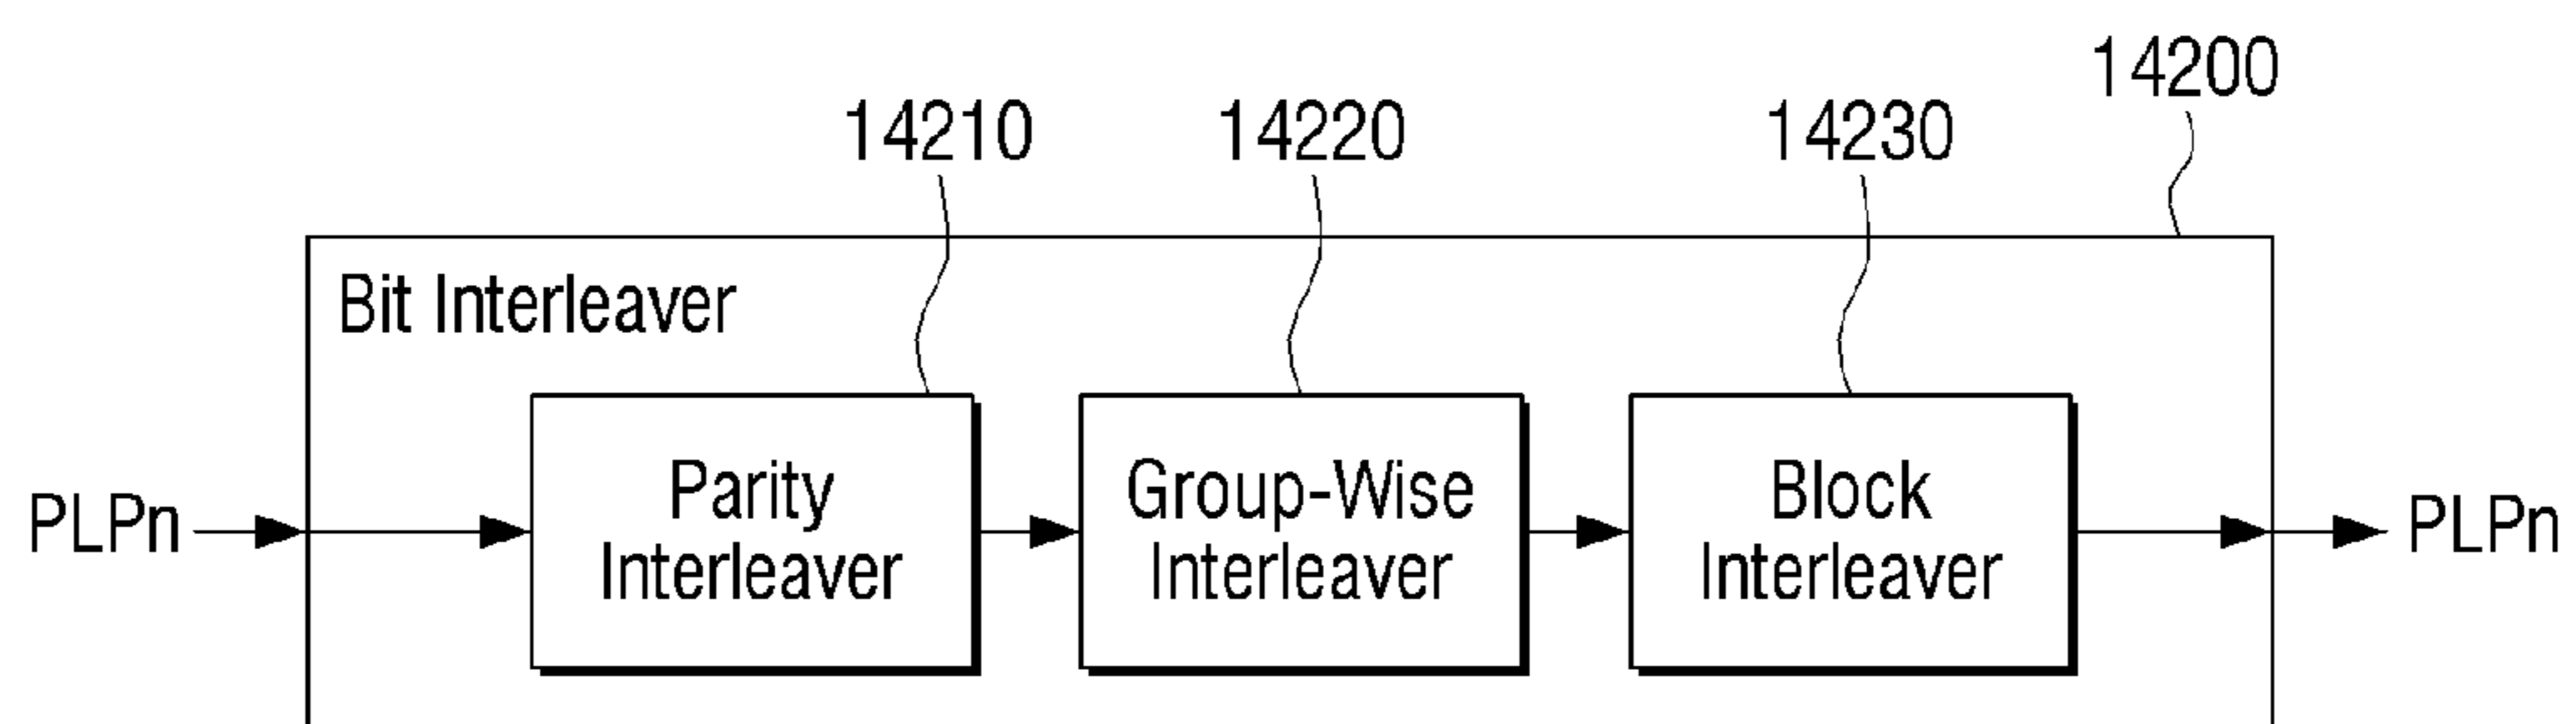 14200
14210 14220 14230
Bit Interleaver
Parity
Interleaver
Group-Wise
Interleaver
Block
Interleaver
PLPn
PLPn